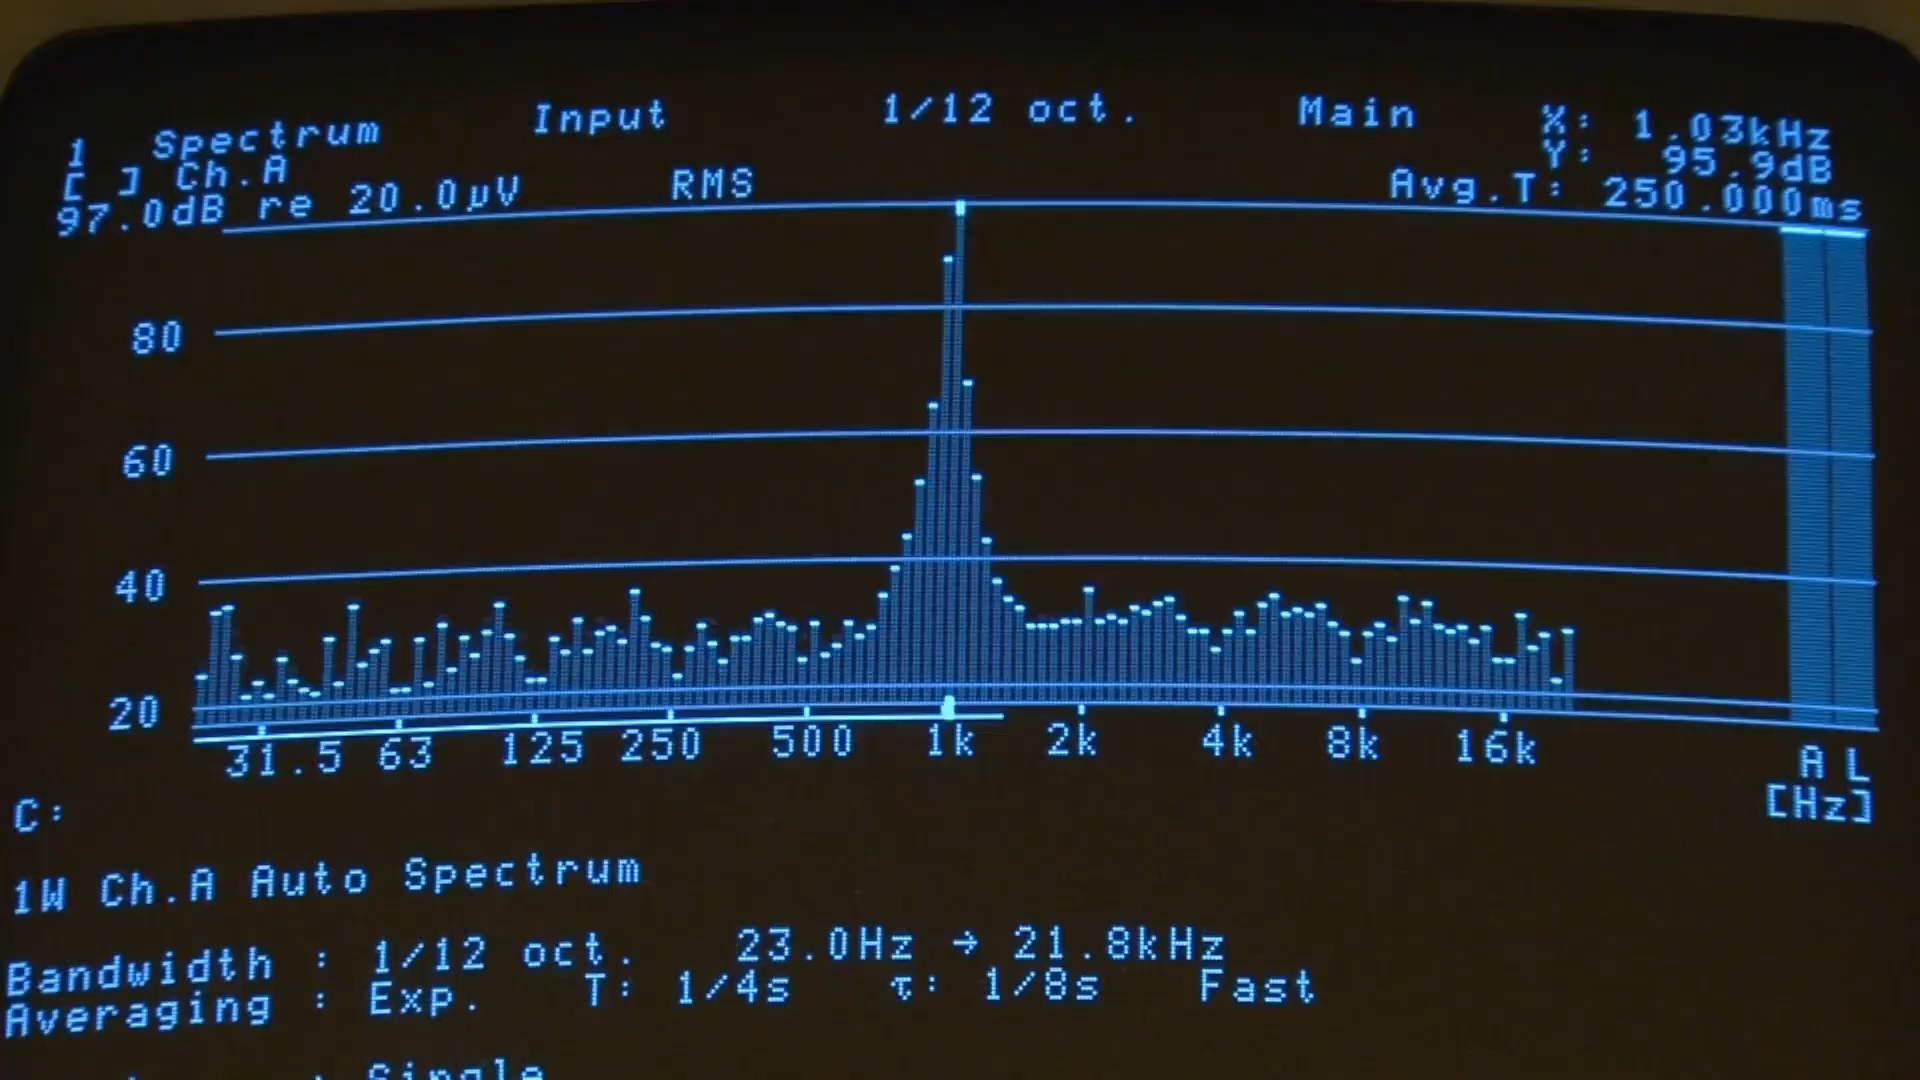 1 Spectrum Input 1/12 oct. Main X: 1.03kHz
[ ] Ch.A Y: 95.9dB
97.0dB re 20.0µV RMS Avg.T: 250.000ms
80
60
40
20
31.5 63 125 250 500 1k 2k 4k 8k 16k A L
[Hz]
C:
1W Ch.A Auto Spectrum
Bandwidth : 1/12 oct. 23.0Hz → 21.8kHz
Averaging : Exp. T: 1/4s τ: 1/8s Fast
: Single